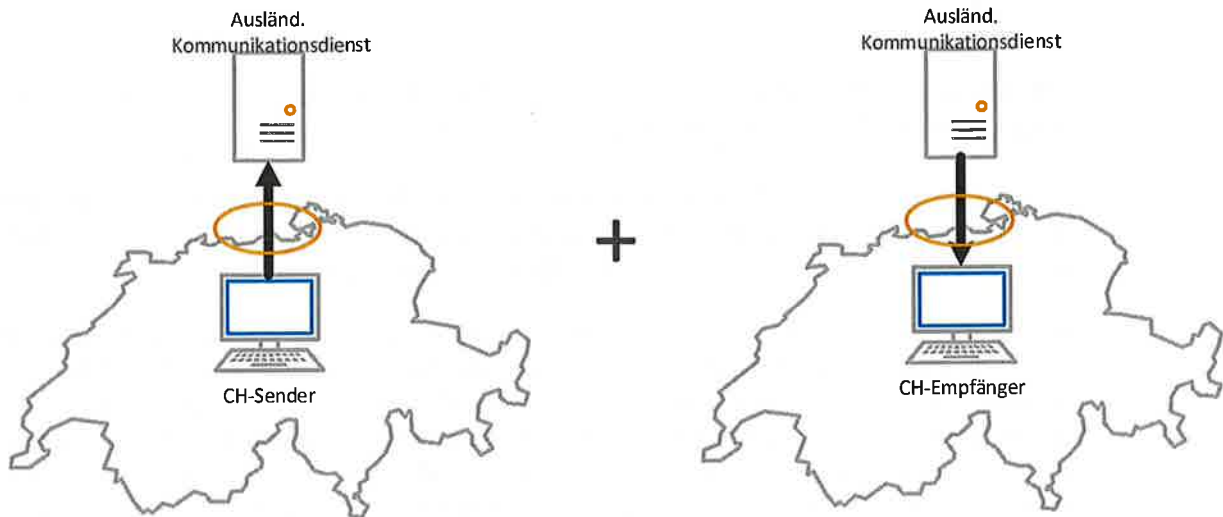 Ausländ.
Kommunikationsdienst
CH-Sender
+
Ausländ.
Kommunikationsdienst
CH-Empfänger